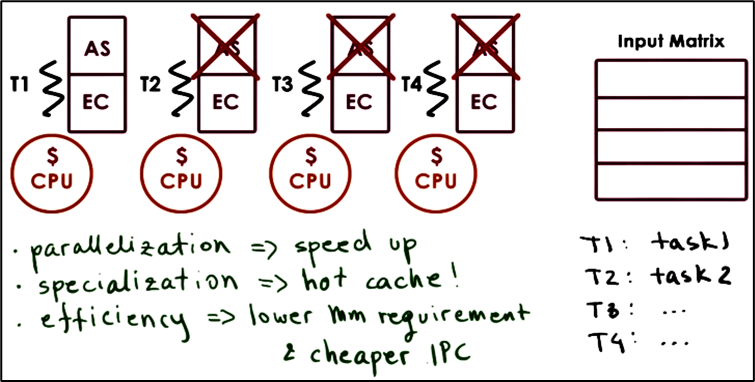 AS AS AS AS
T1 T2 T3 T4
EC EC EC EC
$ $ $ $
CPU CPU CPU CPU
Input Matrix
· parallelization => speed up
· specialization => hot cache!
· efficiency => lower mm requirement
& cheaper IPC
T1: task1
T2: task2
T3: ...
T4: ...